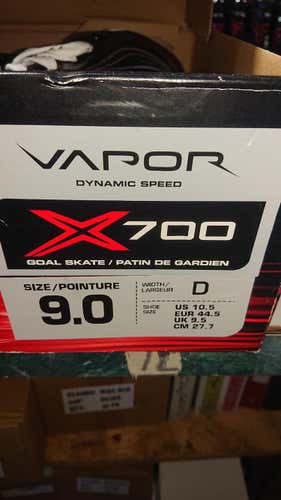 VAPOR
DYNAMIC SPEED
X700
GOAL SKATE / PATIN DE GARDIEN
SIZE/POINTURE
9.0
WIDTH/
LARGEUR
D
SHOE
SIZE
US 10.5
EUR 44.5
UK 9.5
CM 27.7